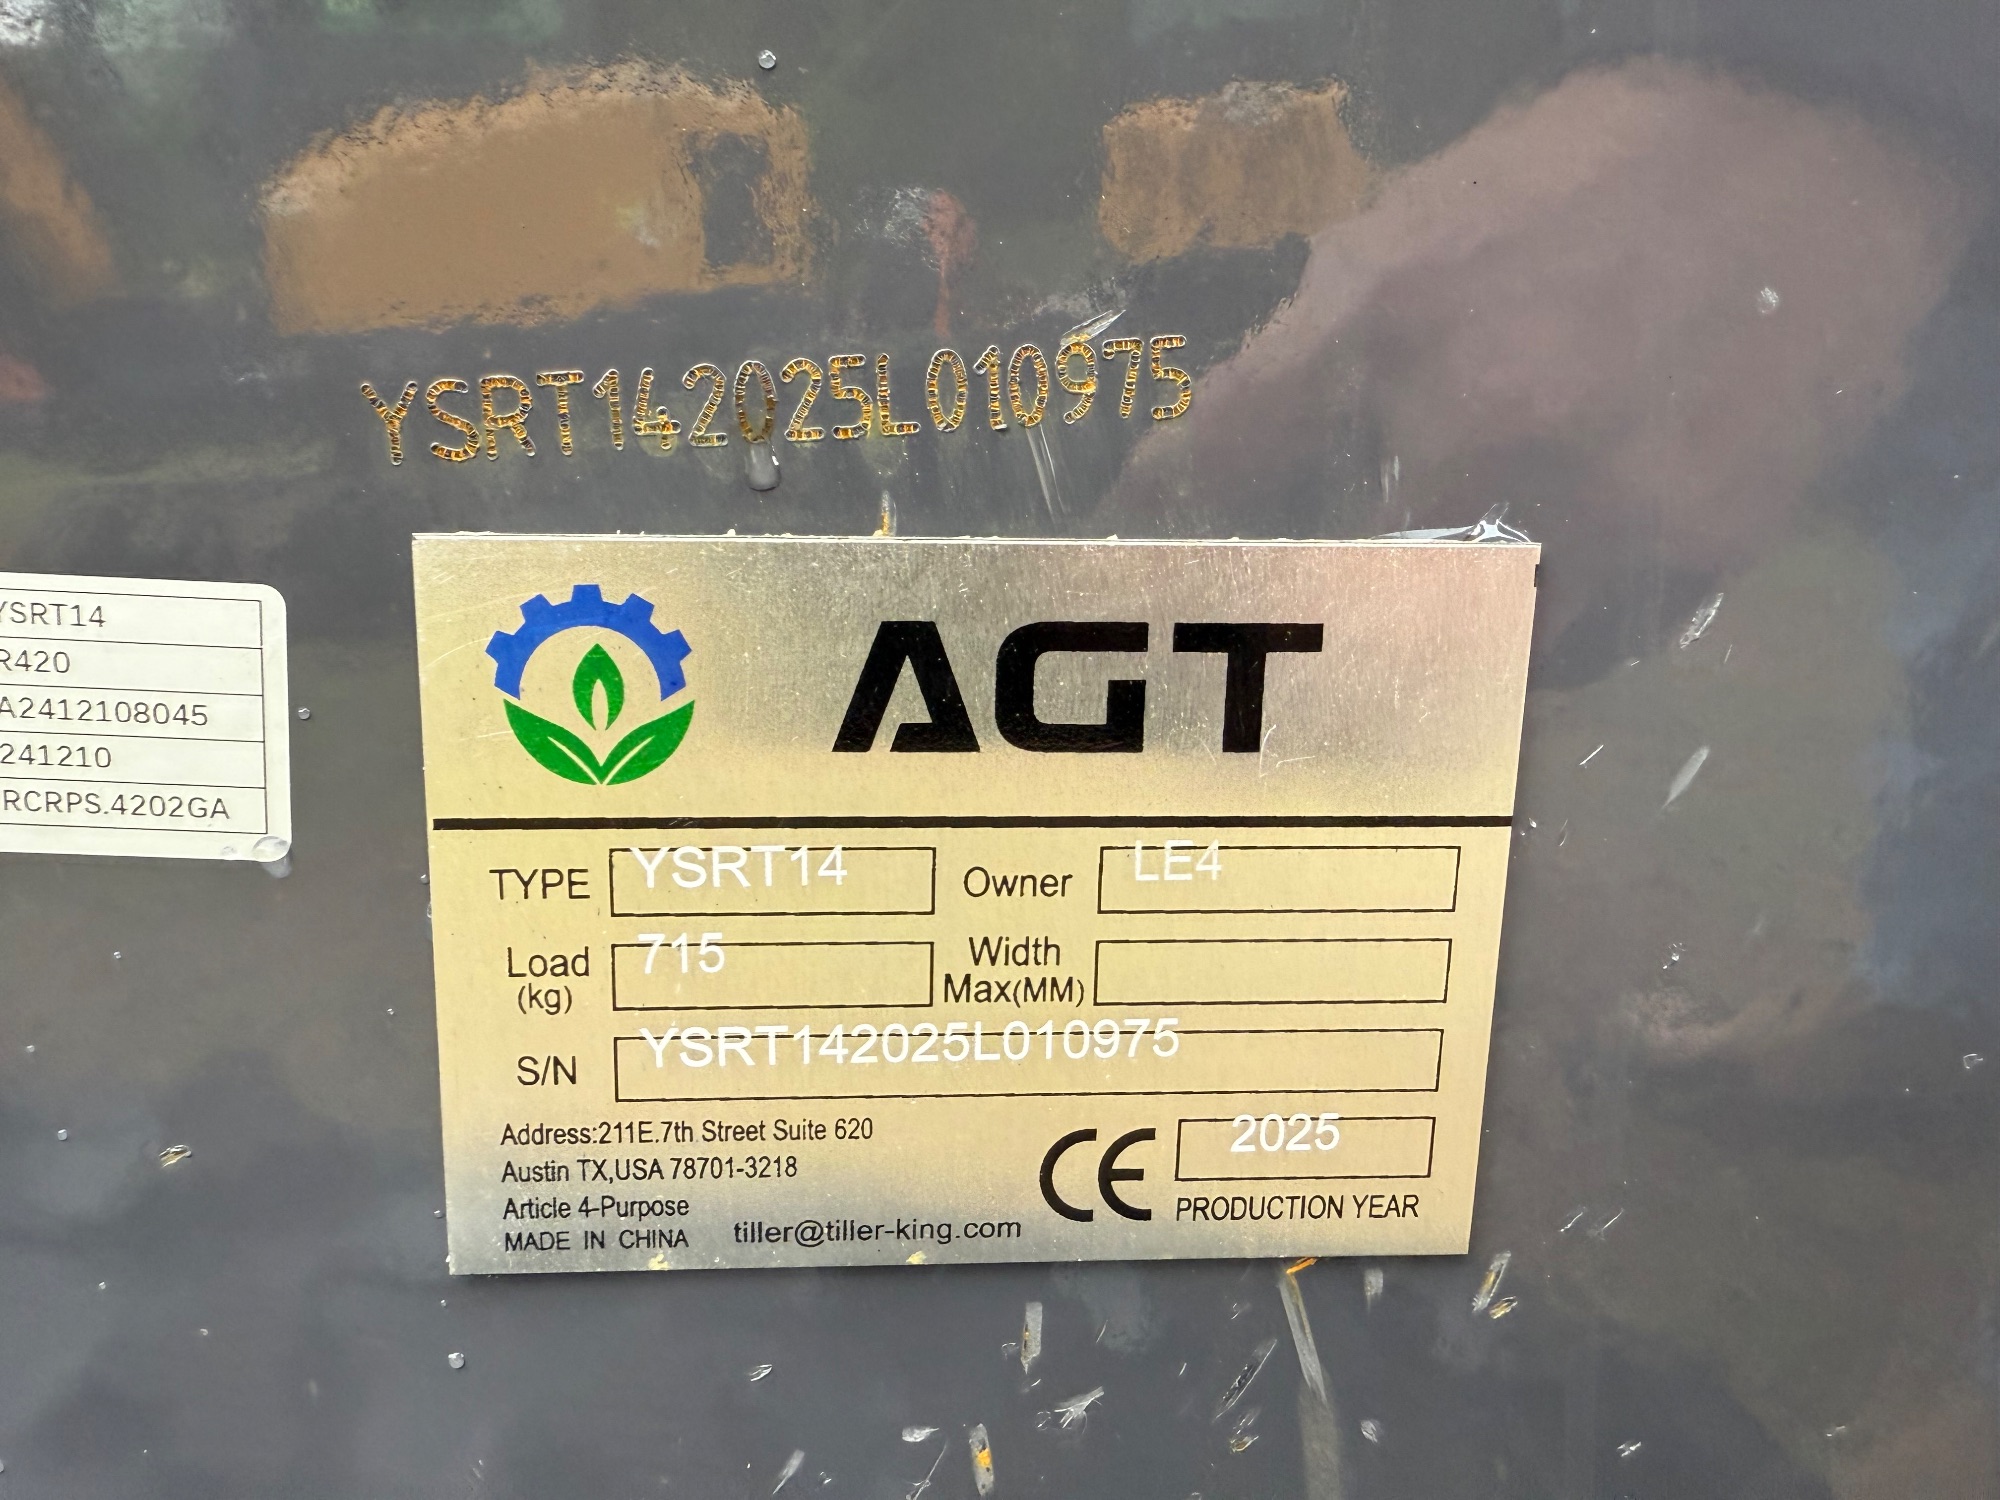 YSRT142025L010975
YSRT14
R420
A2412108045
241210
RCRPS.4202GA
AGT
TYPE YSRT14 Owner LE4
Load (kg) 715 Width Max(MM)
S/N YSRT142025L010975
Address:211E.7th Street Suite 620
Austin TX,USA 78701-3218
Article 4-Purpose
MADE IN CHINA tiller@tiller-king.com
CE 2025
PRODUCTION YEAR